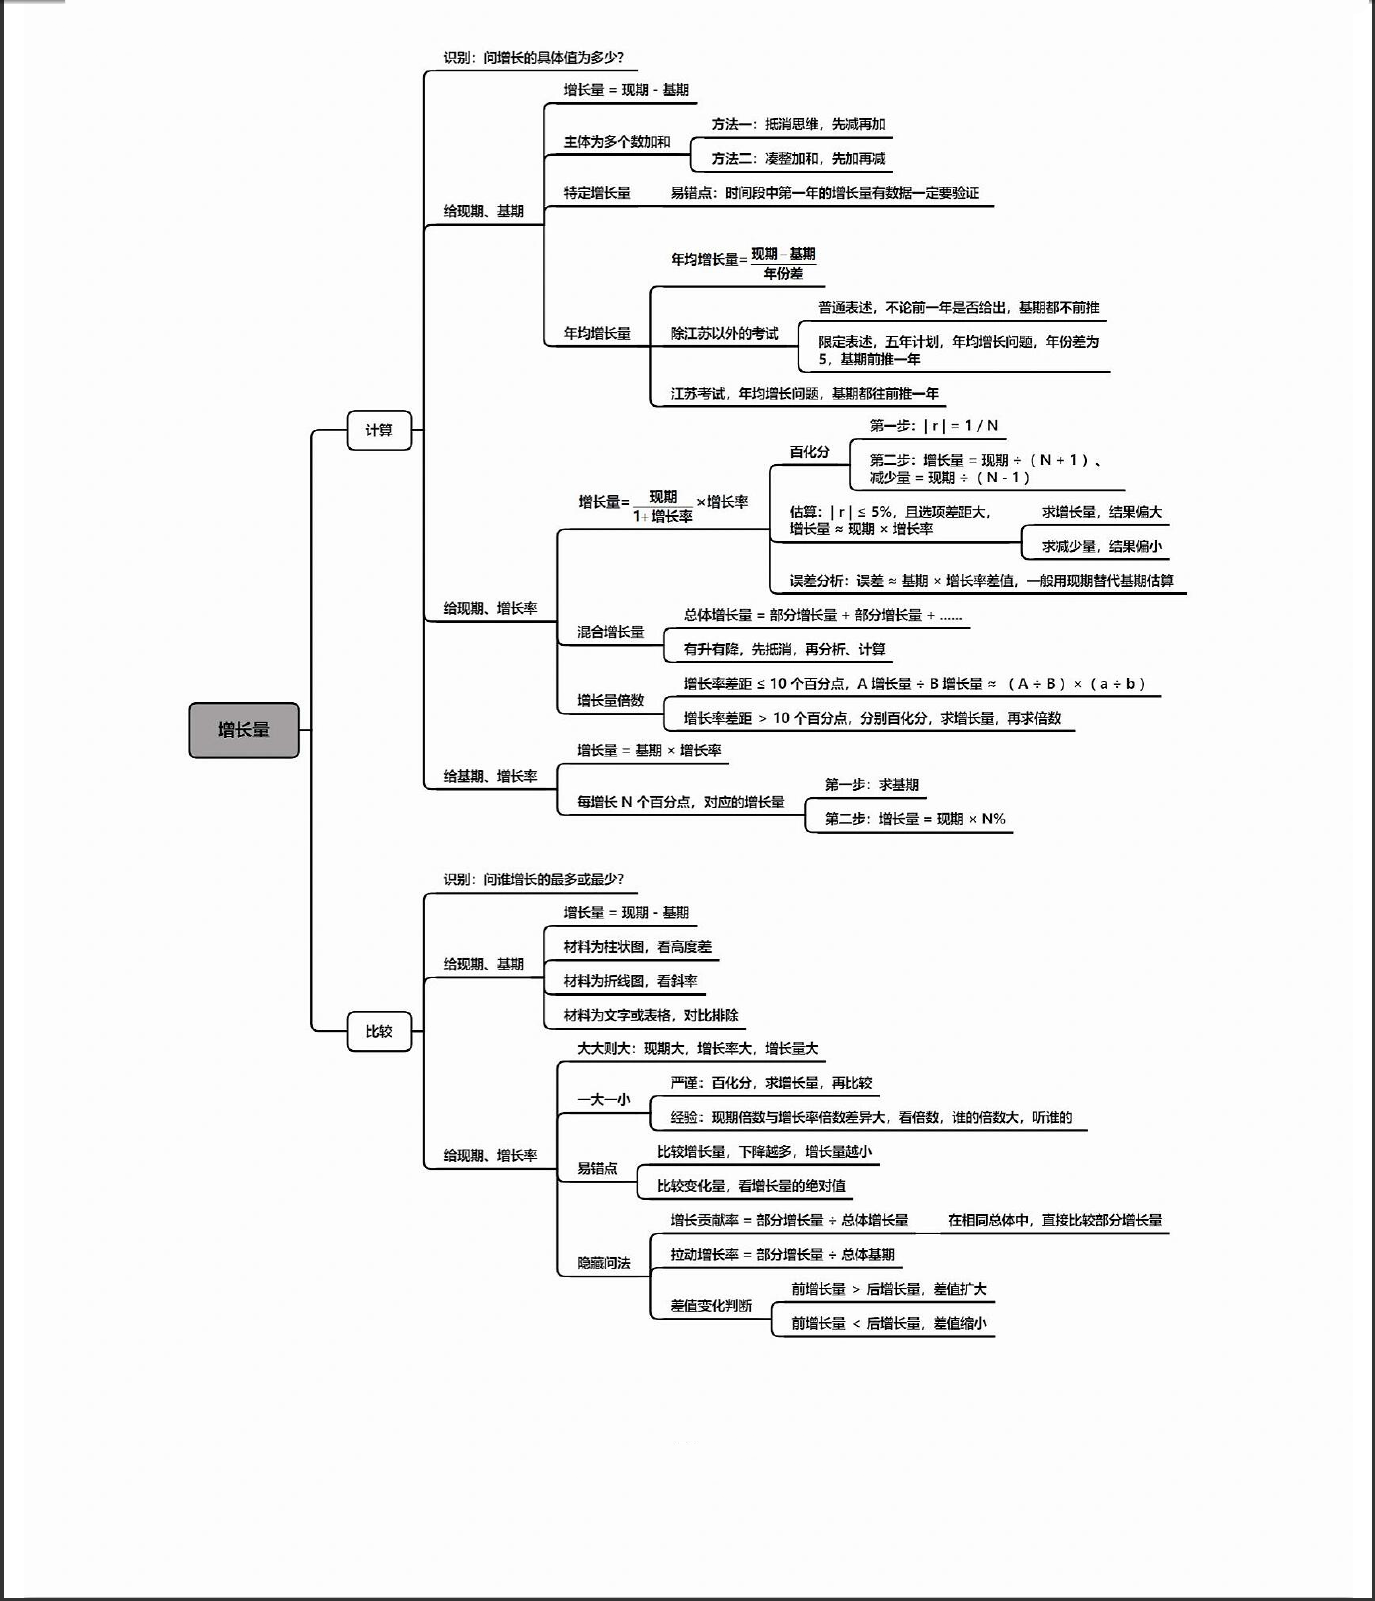 识别：问增长的具体值为多少?
增长量 = 现期 - 基期
方法一：抵消思维，先减再加
主体为多个数加和
方法二：凑整加和，先加再减
特定增长量
易错点：时间段中第一年的增长量有数据一定要验证
给现期、基期
年均增长量=现期 - 基期
年份差
普通表述，不论前一年是否给出，基期都不前推
年均增长量
除江苏以外的考试
限定表述，五年计划，年均增长问题，年份差为
5，基期前推一年
江苏考试，年均增长问题，基期都往前推一年
计算
第一步：| r | = 1 / N
百化分
第二步：增长量 = 现期 ÷（ N + 1 ）、
减少量 = 现期 ÷（ N - 1 ）
增长量=现期
1+增长率
×增长率
估算：| r | ≤ 5%，且选项差距大，
增长量 ≈ 现期 × 增长率
求增长量，结果偏大
求减少量，结果偏小
误差分析：误差 ≈ 基期 × 增长率差值，一般用现期替代基期估算
给现期、增长率
总体增长量 = 部分增长量 + 部分增长量 + ......
混合增长量
有升有降，先抵消，再分析、计算
增长率差距 ≤ 10 个百分点，A 增长量 ÷ B 增长量 ≈ （ A ÷ B ）×（ a ÷ b ）
增长量倍数
增长率差距 > 10 个百分点，分别百化分，求增长量，再求倍数
增长量
增长量 = 基期 × 增长率
给基期、增长率
第一步：求基期
每增长 N 个百分点，对应的增长量
第二步：增长量 = 现期 × N%
识别：问谁增长的最多或最少?
增长量 = 现期 - 基期
材料为柱状图，看高度差
给现期、基期
材料为折线图，看斜率
材料为文字或表格，对比排除
比较
大大则大：现期大，增长率大，增长量大
严谨：百化分，求增长量，再比较
一大一小
经验：现期倍数与增长率倍数差异大，看倍数，谁的倍数大，听谁的
给现期、增长率
比较增长量，下降越多，增长量越小
易错点
比较变化量，看增长量的绝对值
增长贡献率 = 部分增长量 ÷ 总体增长量
在相同总体中，直接比较部分增长量
隐藏问法
拉动增长率 = 部分增长量 ÷ 总体基期
前增长量 > 后增长量，差值扩大
差值变化判断
前增长量 < 后增长量，差值缩小